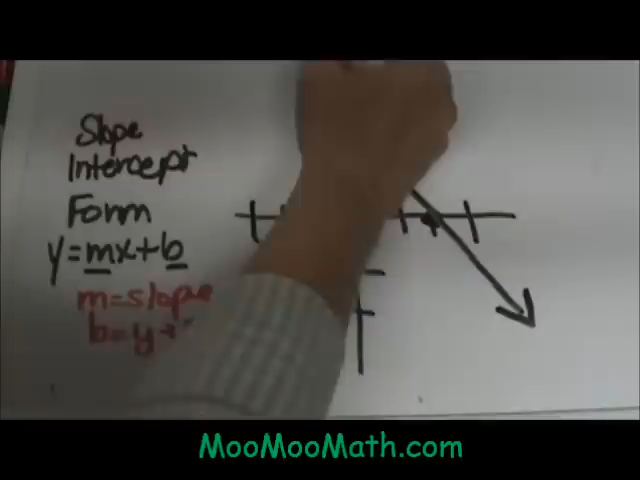 Slope
Intercept
Form
y=mx+b
m=slope
b=y
MooMooMath.com